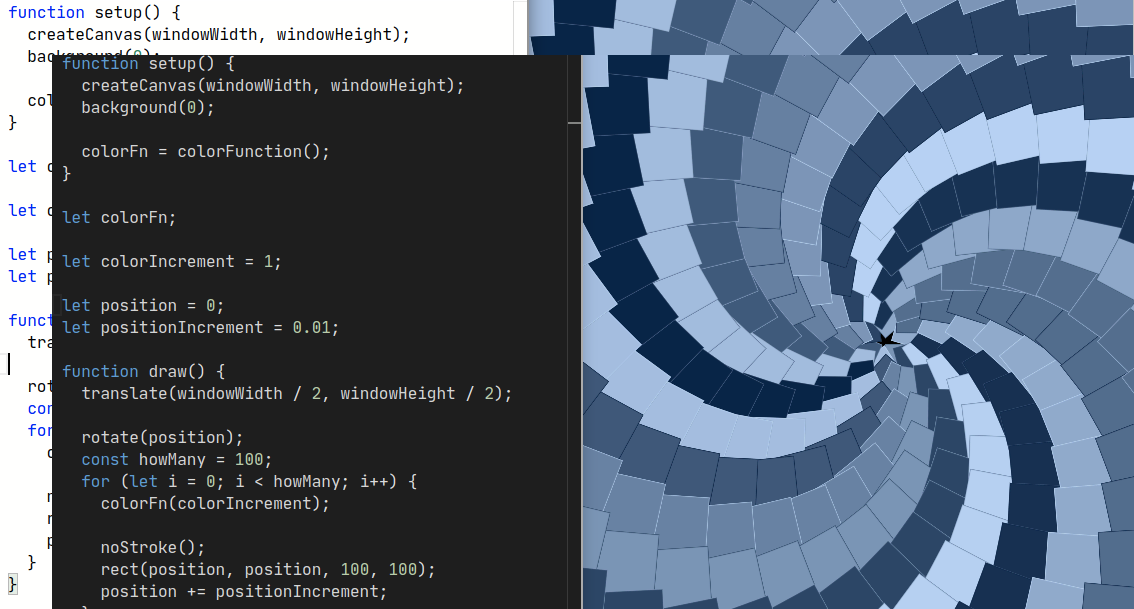 function setup() {
createCanvas(windowWidth, windowHeight);
background(0);
col
}
let c
let c
let p
let p
funct
tra
rot
con
for
c
n
r
p
}
}
function setup() {
createCanvas(windowWidth, windowHeight);
background(0);
colorFn = colorFunction();
}
let colorFn;
let colorIncrement = 1;
let position = 0;
let positionIncrement = 0.01;
function draw() {
translate(windowWidth / 2, windowHeight / 2);
rotate(position);
const howMany = 100;
for (let i = 0; i < howMany; i++) {
colorFn(colorIncrement);
noStroke();
rect(position, position, 100, 100);
position += positionIncrement;
}